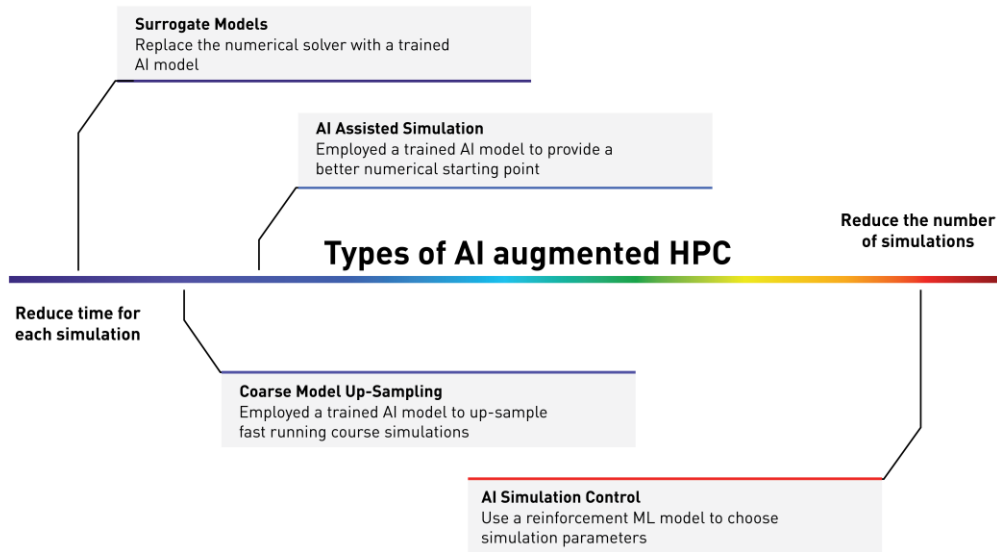 Surrogate Models
Replace the numerical solver with a trained
AI model
AI Assisted Simulation
Employed a trained AI model to provide a
better numerical starting point
Reduce the number
of simulations
Types of AI augmented HPC
Reduce time for
each simulation
Coarse Model Up-Sampling
Employed a trained AI model to up-sample
fast running course simulations
AI Simulation Control
Use a reinforcement ML model to choose
simulation parameters